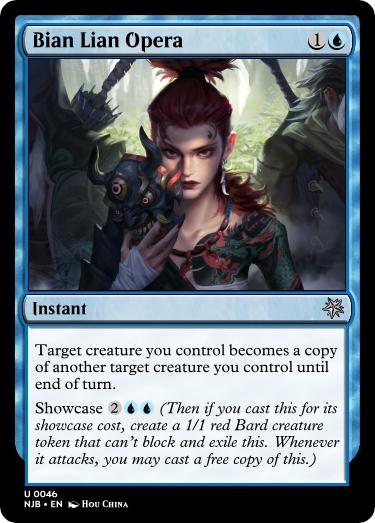 Bian Lian Opera
1
Instant
Target creature you control becomes a copy
of another target creature you control until
end of turn.
Showcase 2 (Then if you cast this for its
showcase cost, create a 1/1 red Bard creature
token that can't block and exile this. Whenever
it attacks, you may cast a free copy of this.)
U 0046
NJB • EN Hou China